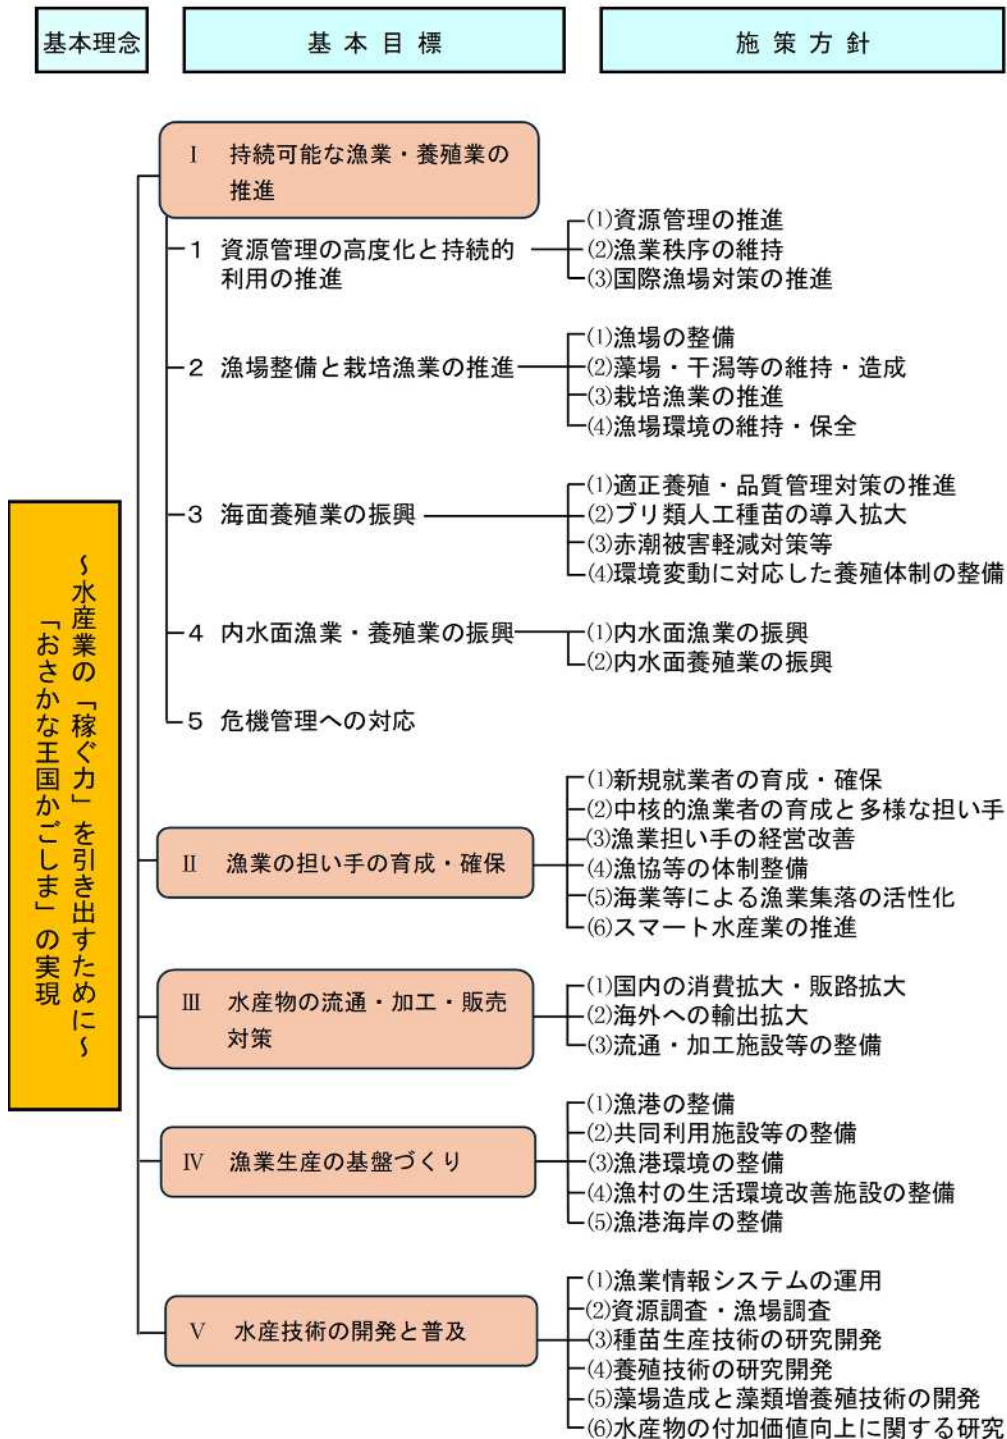 基本理念
基本目標
施策方針
～水産業の「稼ぐ力」を引き出すために～
「おさかな王国かごしま」の実現
Ⅰ 持続可能な漁業・養殖業の
推進
1 資源管理の高度化と持続的
利用の推進
⑴資源管理の推進
⑵漁業秩序の維持
⑶国際漁場対策の推進
2 漁場整備と栽培漁業の推進
⑴漁場の整備
⑵藻場・干潟等の維持・造成
⑶栽培漁業の推進
⑷漁場環境の維持・保全
3 海面養殖業の振興
⑴適正養殖・品質管理対策の推進
⑵ブリ類人工種苗の導入拡大
⑶赤潮被害軽減対策等
⑷環境変動に対応した養殖体制の整備
4 内水面漁業・養殖業の振興
⑴内水面漁業の振興
⑵内水面養殖業の振興
5 危機管理への対応
Ⅱ 漁業の担い手の育成・確保
⑴新規就業者の育成・確保
⑵中核的漁業者の育成と多様な担い手
⑶漁業担い手の経営改善
⑷漁協等の体制整備
⑸海業等による漁業集落の活性化
⑹スマート水産業の推進
Ⅲ 水産物の流通・加工・販売
対策
⑴国内の消費拡大・販路拡大
⑵海外への輸出拡大
⑶流通・加工施設等の整備
Ⅳ 漁業生産の基盤づくり
⑴漁港の整備
⑵共同利用施設等の整備
⑶漁港環境の整備
⑷漁村の生活環境改善施設の整備
⑸漁港海岸の整備
Ⅴ 水産技術の開発と普及
⑴漁業情報システムの運用
⑵資源調査・漁場調査
⑶種苗生産技術の研究開発
⑷養殖技術の研究開発
⑸藻場造成と藻類増養殖技術の開発
⑹水産物の付加価値向上に関する研究